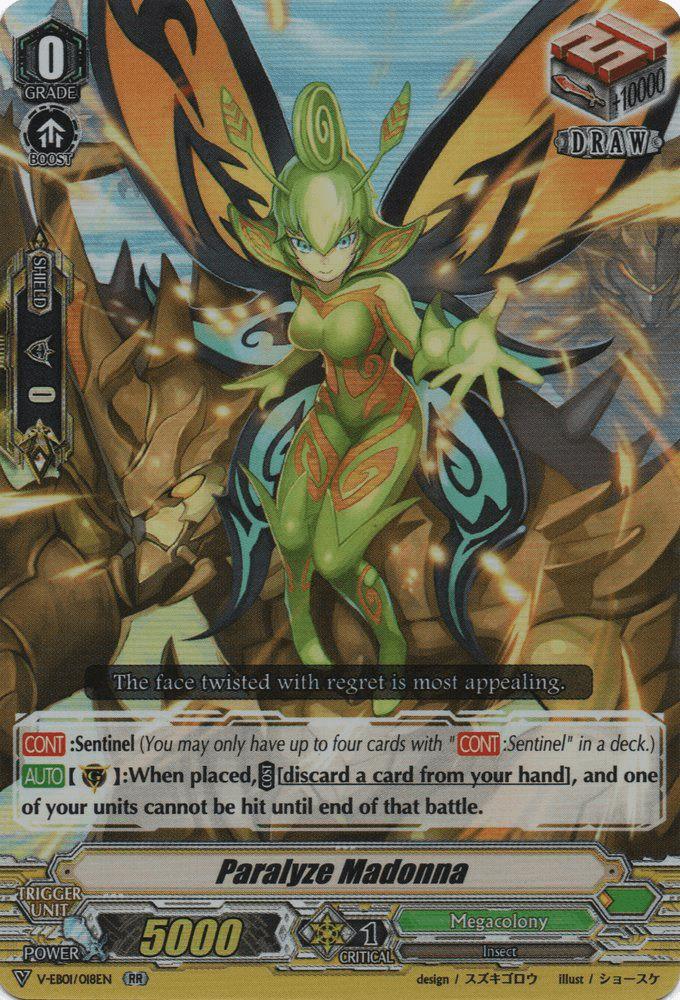 0
GRADE
BOOST
+10000
DRAW
SHIELD
0
The face twisted with regret is most appealing.
CONT :Sentinel (You may only have up to four cards with "CONT:Sentinel" in a deck.)
AUTO【G】:When placed, COST [discard a card from your hand], and one
of your units cannot be hit until end of that battle.
Paralyze Madonna
TRIGGER
UNIT
POWER 5000
1
CRITICAL
Megacolony
Insect
V V-EB01/018EN RR design / スズキゴロウ illust / ショースケ